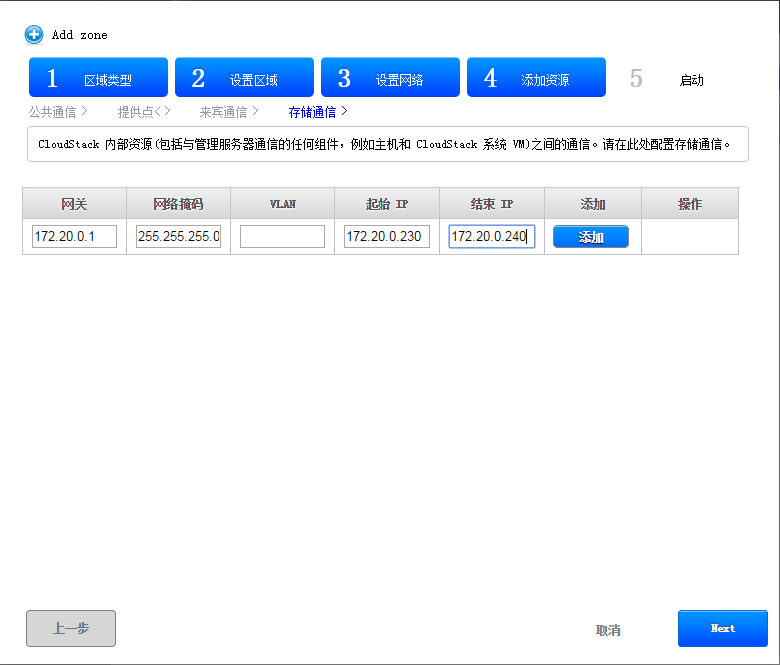 Add zone
1 区域类型 2 设置区域 3 设置网络 4 添加资源 5 启动
公共通信 > 提供点<> 来宾通信 > 存储通信 >
CloudStack 内部资源(包括与管理服务器通信的任何组件，例如主机和 CloudStack 系统 VM)之间的通信。请在此处配置存储通信。
网关 网络掩码 VLAN 起始 IP 结束 IP 添加 操作
172.20.0.1 255.255.255.0 172.20.0.230 172.20.0.240 添加
上一步 取消 Next